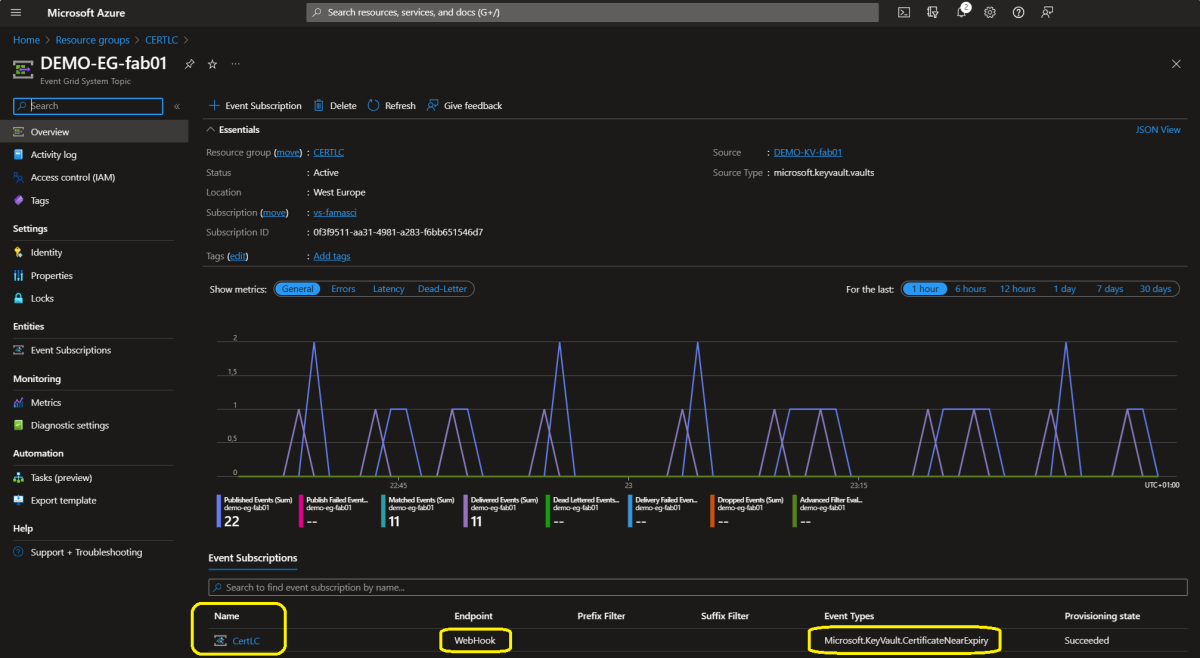 Microsoft Azure
Search resources, services, and docs (G+/)
2
Home > Resource groups > CERTLC >
DEMO-EG-fab01
Event Grid System Topic
Search
«
Overview
Activity log
Access control (IAM)
Tags
Settings
Identity
Properties
Locks
Entities
Event Subscriptions
Monitoring
Metrics
Diagnostic settings
Automation
Tasks (preview)
Export template
Help
Support + Troubleshooting
Event Subscription Delete Refresh Give feedback
Essentials JSON View
Resource group (move) : CERTLC
Status : Active
Location : West Europe
Subscription (move) : vs-famasci
Subscription ID : 0f3f9511-aa31-4981-a283-f6bb651546d7
Tags (edit) : Add tags
Source : DEMO-KV-fab01
Source Type : microsoft.keyvault.vaults
Show metrics: General Errors Latency Dead-Letter
For the last: 1 hour 6 hours 12 hours 1 day 7 days 30 days
2
1,5
1
0,5
0
22:45 23 23:15 UTC+01:00
Published Events (Sum)
demo-eg-fab01
22
Publish Failed Event...
demo-eg-fab01
--
Matched Events (Sum)
demo-eg-fab01
11
Delivered Events (Sum)
demo-eg-fab01
11
Dead Lettered Events...
demo-eg-fab01
--
Delivery Failed Even...
demo-eg-fab01
--
Dropped Events (Sum)
demo-eg-fab01
--
Advanced Filter Eval...
demo-eg-fab01
--
Event Subscriptions
Search to find event subscription by name...
Name Endpoint Prefix Filter Suffix Filter Event Types Provisioning state
CertLC WebHook Microsoft.KeyVault.CertificateNearExpiry Succeeded